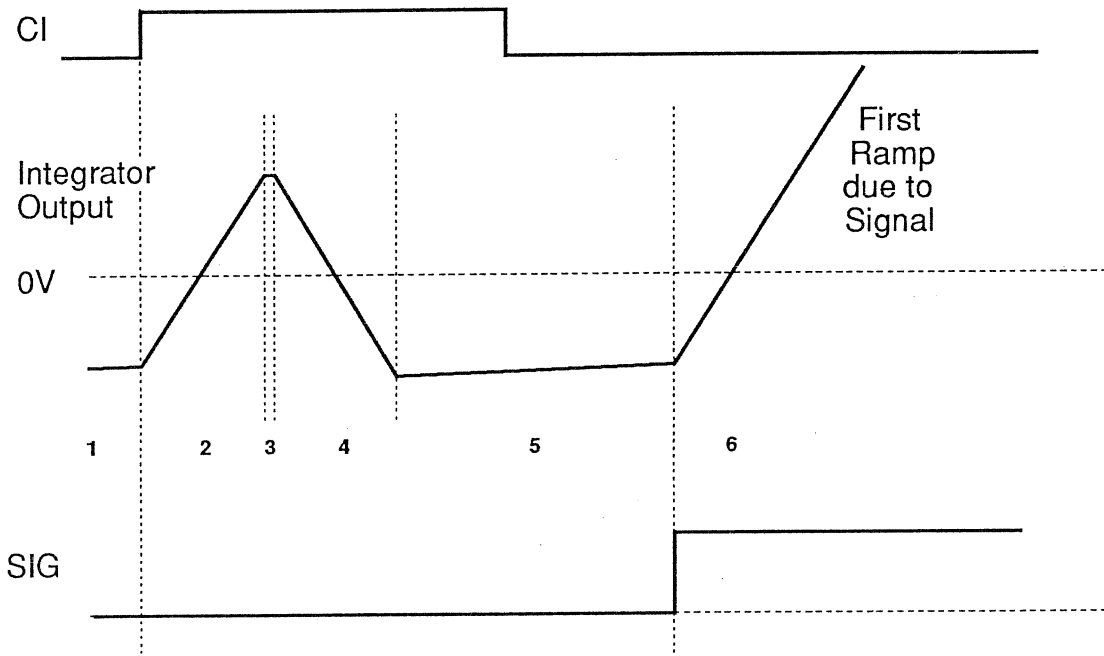 CI
First
Ramp
due to
Signal
Integrator
Output
0V
1 2 3 4 5 6
SIG